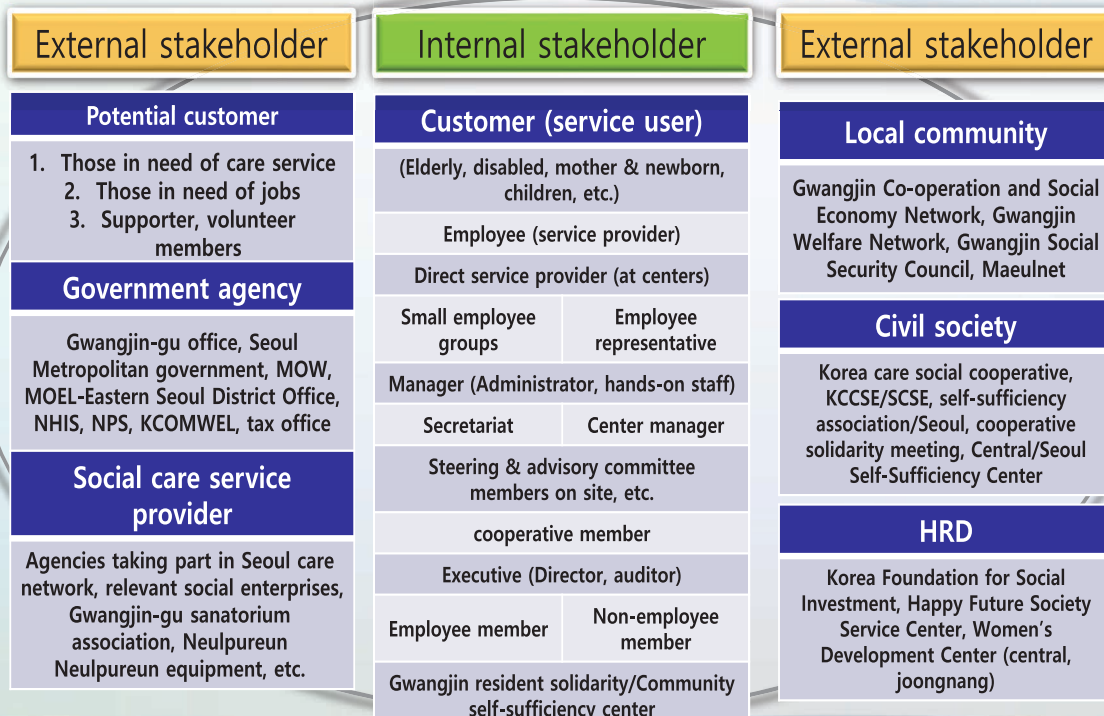 External stakeholder
Potential customer
1. Those in need of care service
2. Those in need of jobs
3. Supporter, volunteer
members
Government agency
Gwangjin-gu office, Seoul
Metropolitan government, MOW,
MOEL-Eastern Seoul District Office,
NHIS, NPS, KCOMWEL, tax office
Social care service
provider
Agencies taking part in Seoul care
network, relevant social enterprises,
Gwangjin-gu sanatorium
association, Neulpureun
Neulpureun equipment, etc.
Internal stakeholder
Customer (service user)
(Elderly, disabled, mother & newborn,
children, etc.)
Employee (service provider)
Direct service provider (at centers)
Small employee
groups
Employee
representative
Manager (Administrator, hands-on staff)
Secretariat
Center manager
Steering & advisory committee
members on site, etc.
cooperative member
Executive (Director, auditor)
Employee member
Non-employee
member
Gwangjin resident solidarity/Community
self-sufficiency center
External stakeholder
Local community
Gwangjin Co-operation and Social
Economy Network, Gwangjin
Welfare Network, Gwangjin Social
Security Council, Maeulnet
Civil society
Korea care social cooperative,
KCCSE/SCSE, self-sufficiency
association/Seoul, cooperative
solidarity meeting, Central/Seoul
Self-Sufficiency Center
HRD
Korea Foundation for Social
Investment, Happy Future Society
Service Center, Women's
Development Center (central,
joongnang)